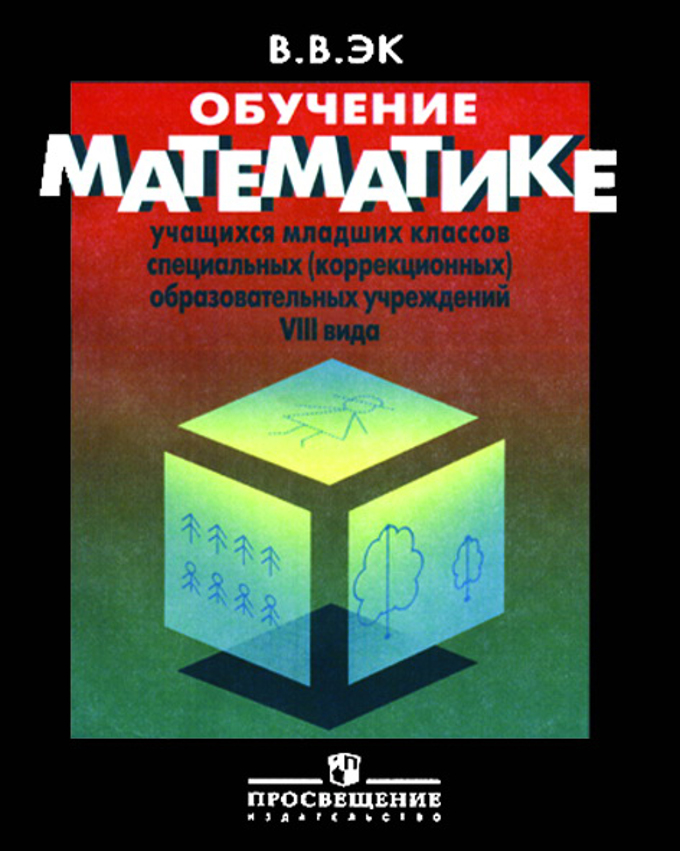 В.В.ЭК
ОБУЧЕНИЕ
МАТЕМАТИКЕ
учащихся младших классов
специальных (коррекционных)
образовательных учреждений
VIII вида
ПРОСВЕЩЕНИЕ
ИЗДАТЕЛЬСТВО